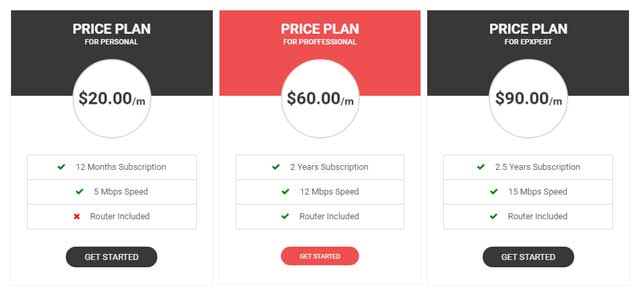 PRICE PLAN
FOR PERSONAL
$20.00/m
12 Months Subscription
5 Mbps Speed
Router Included
GET STARTED
PRICE PLAN
FOR PROFFESSIONAL
$60.00/m
2 Years Subscription
12 Mbps Speed
Router Included
GET STARTED
PRICE PLAN
FOR EPXPERT
$90.00/m
2.5 Years Subscription
15 Mbps Speed
Router Included
GET STARTED